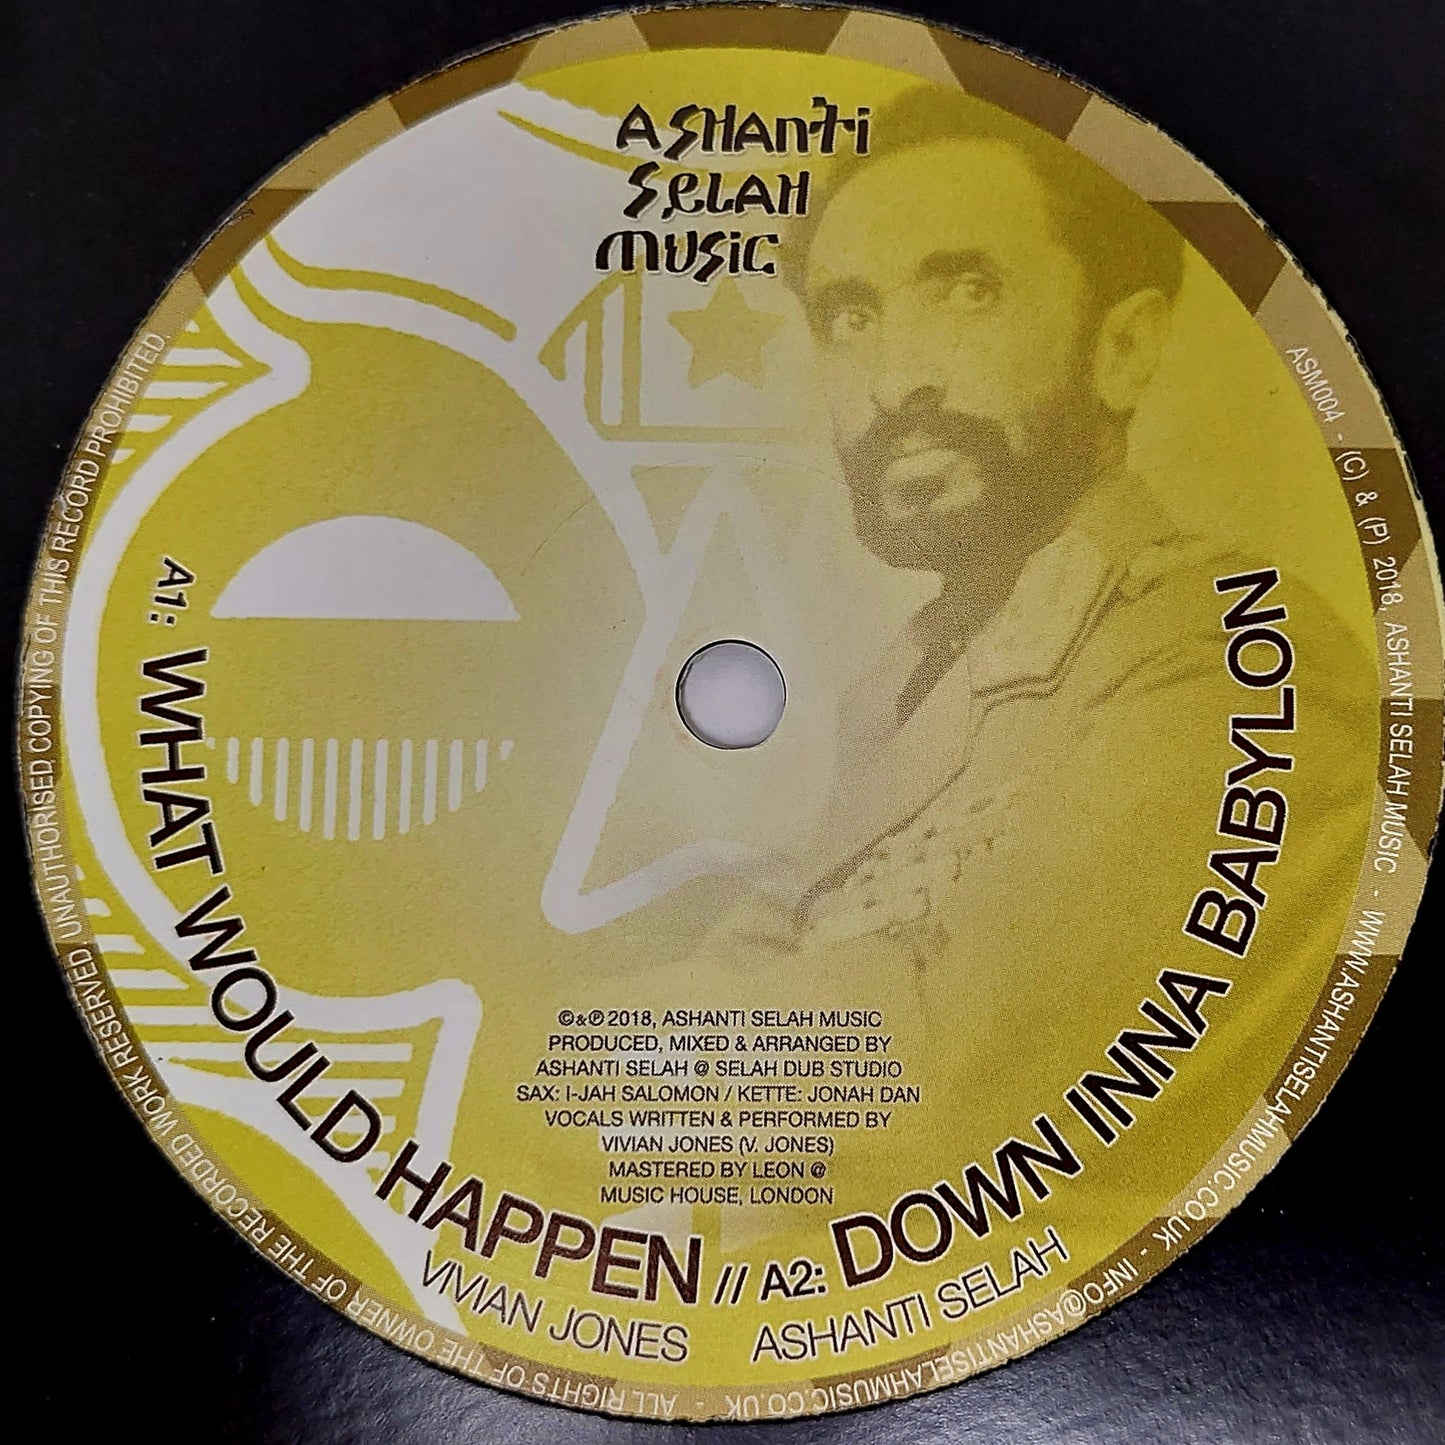 ASHANTI
SELAH
MUSIC
A1: WHAT WOULD HAPPEN // A2: DOWN INNA BABYLON
VIVIAN JONES
ASHANTI SELAH
©&℗ 2018, ASHANTI SELAH MUSIC
PRODUCED, MIXED & ARRANGED BY
ASHANTI SELAH @ SELAH DUB STUDIO
SAX: I-JAH SALOMON / KETTE: JONAH DAN
VOCALS WRITTEN & PERFORMED BY
VIVIAN JONES (V. JONES)
MASTERED BY LEON @
MUSIC HOUSE, LONDON
ASM004 - (C) & (P) 2018, ASHANTI SELAH MUSIC - WWW.ASHANTISELAHMUSIC.CO.UK - INFO@ASHANTISELAHMUSIC.CO.UK - ALL RIGHTS OF THE OWNER OF THE RECORDED WORK RESERVED UNAUTHORISED COPYING OF THIS RECORD PROHIBITED.